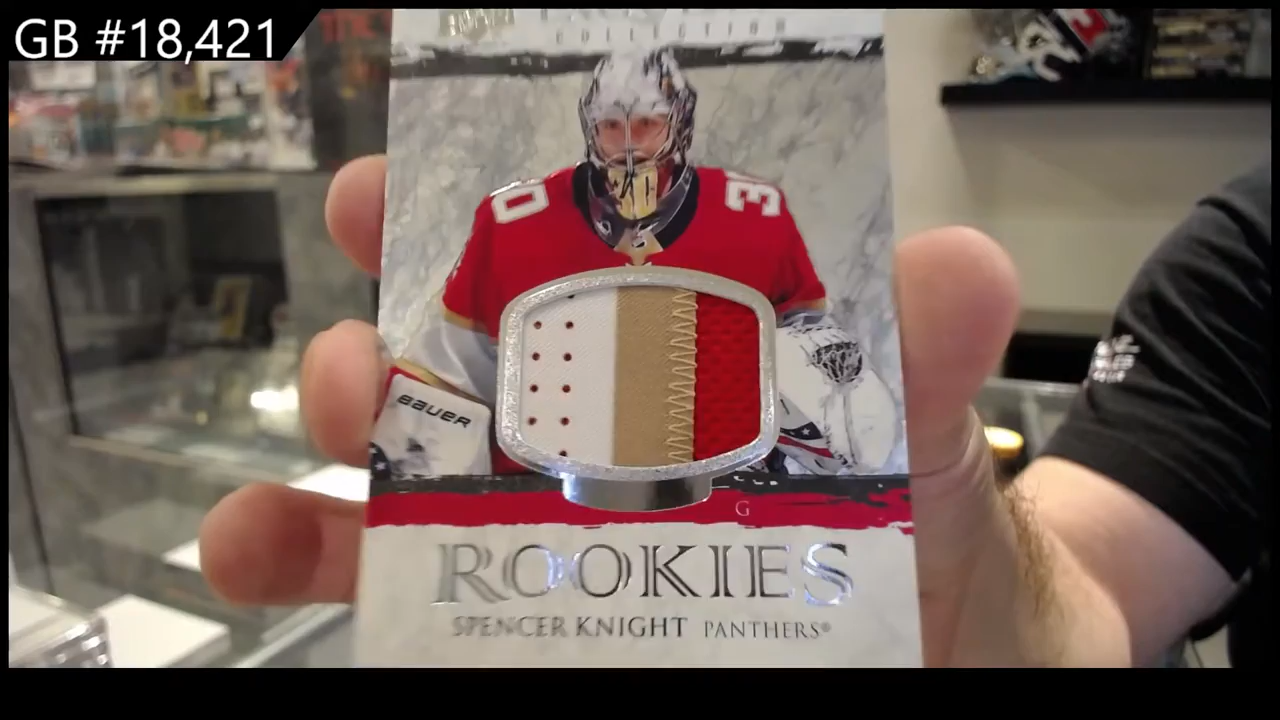 GB #18,421
COLLECTION
30
30
BAUER
G
ROOKIES
SPENCER KNIGHT PANTHERS®